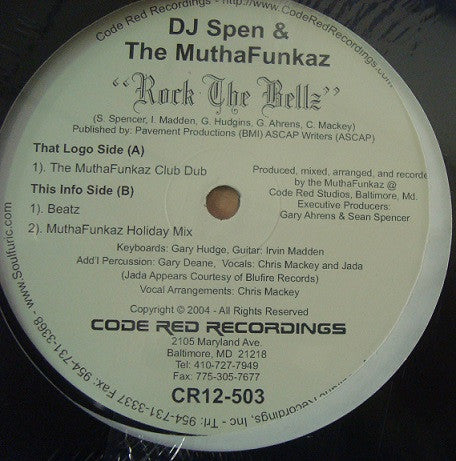 Code Red Recordings - http://www.CodeRedRecordings.com
DJ Spen &
The MuthaFunkaz
"Rock The Bellz"
(S. Spencer, I. Madden, G. Hudgins, G. Ahrens, C. Mackey)
Published by: Pavement Productions (BMI) ASCAP Writers (ASCAP)
That Logo Side (A)
1). The MuthaFunkaz Club Dub
This Info Side (B)
1). Beatz
2). MuthaFunkaz Holiday Mix
Produced, mixed, arranged, and recorde
by the MuthaFunkaz @
Code Red Studios, Baltimore, Md.
Executive Producers:
Gary Ahrens & Sean Spencer
Keyboards: Gary Hudge, Guitar: Irvin Madden
Add'l Percussion: Gary Deane, Vocals: Chris Mackey and Jada
(Jada Appears Courtesy of Blufire Records)
Vocal Arrangements: Chris Mackey
Copyright © 2004 - All Rights Reserved
CODE RED RECORDINGS
2105 Maryland Ave.
Baltimore, MD 21218
Tel: 410-727-7949
Fax: 775-305-7677
CR12-503
Recordings, Inc - Tel: 954-731-3337 Fax: 954-731-3368 - www.Soulfuric.com